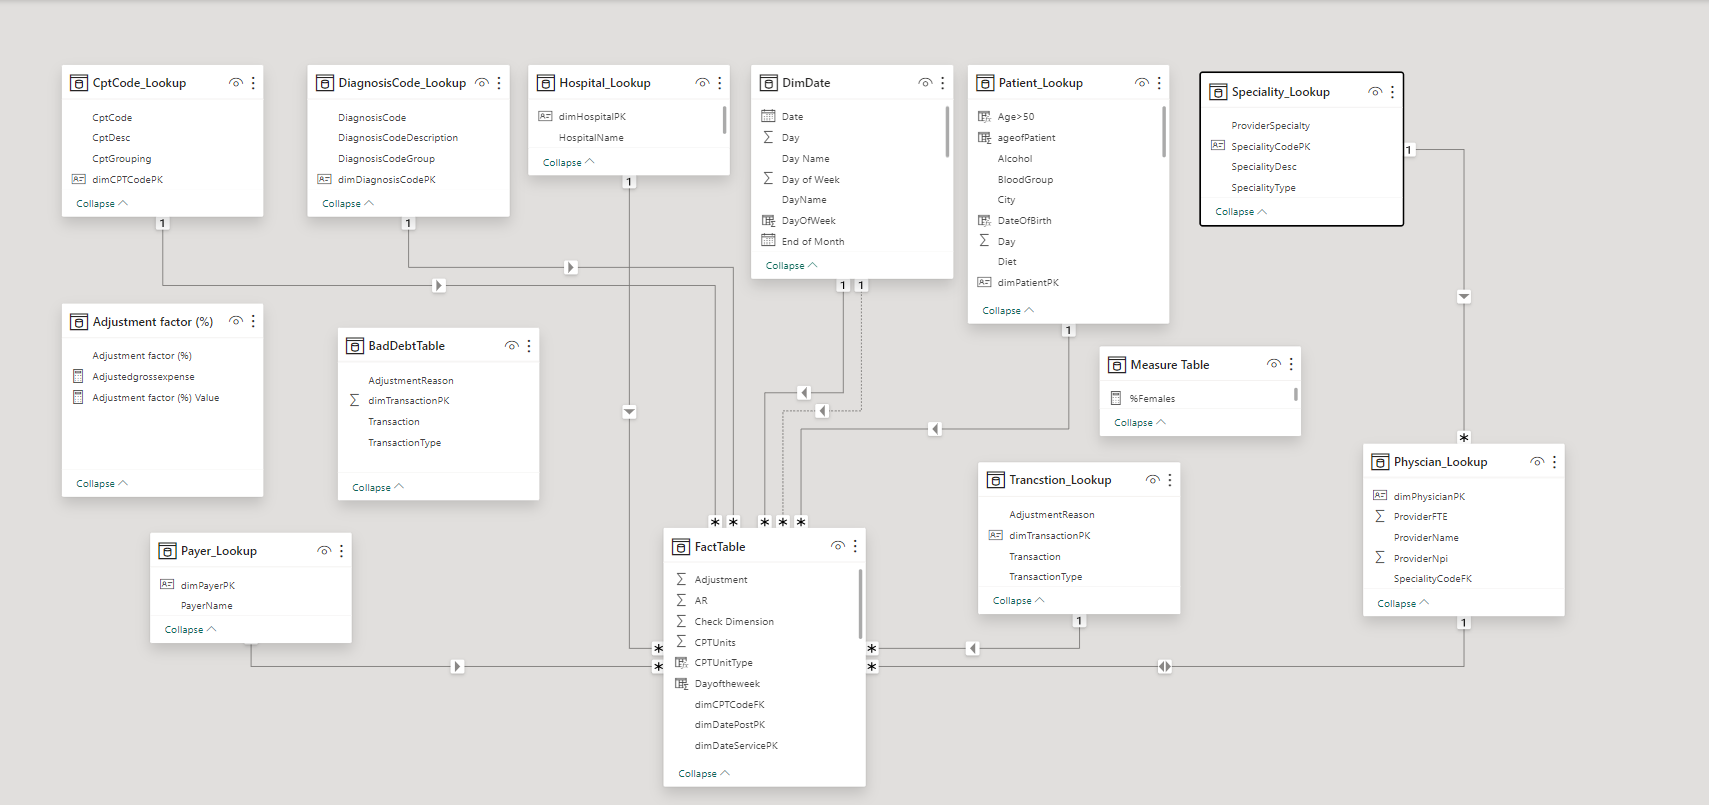 CptCode_Lookup
CptCode
CptDesc
CptGrouping
dimCPTCodePK
Collapse
1
DiagnosisCode_Lookup
DiagnosisCode
DiagnosisCodeDescription
DiagnosisCodeGroup
dimDiagnosisCodePK
Collapse
1
Hospital_Lookup
dimHospitalPK
HospitalName
Collapse
1
DimDate
Date
Day
Day Name
Day of Week
DayName
DayOfWeek
End of Month
Collapse
1 1
Patient_Lookup
Age>50
ageofPatient
Alcohol
BloodGroup
City
DateOfBirth
Day
Diet
dimPatientPK
Collapse
1
Speciality_Lookup
ProviderSpecialty
SpecialityCodePK
SpecialityDesc
SpecialityType
Collapse
1
Adjustment factor (%)
Adjustment factor (%)
Adjustedgrossexpense
Adjustment factor (%) Value
Collapse
BadDebtTable
AdjustmentReason
dimTransactionPK
Transaction
TransactionType
Collapse
Measure Table
%Females
Collapse
Payer_Lookup
dimPayerPK
PayerName
Collapse
* * * * *
FactTable
Adjustment
AR
Check Dimension
CPTUnits
CPTUnitType
Dayoftheweek
dimCPTCodeFK
dimDatePostPK
dimDateServicePK
Collapse
* *
* *
Trancstion_Lookup
AdjustmentReason
dimTransactionPK
Transaction
TransactionType
Collapse
1
*
Physcian_Lookup
dimPhysicianPK
ProviderFTE
ProviderName
ProviderNpi
SpecialityCodeFK
Collapse
1